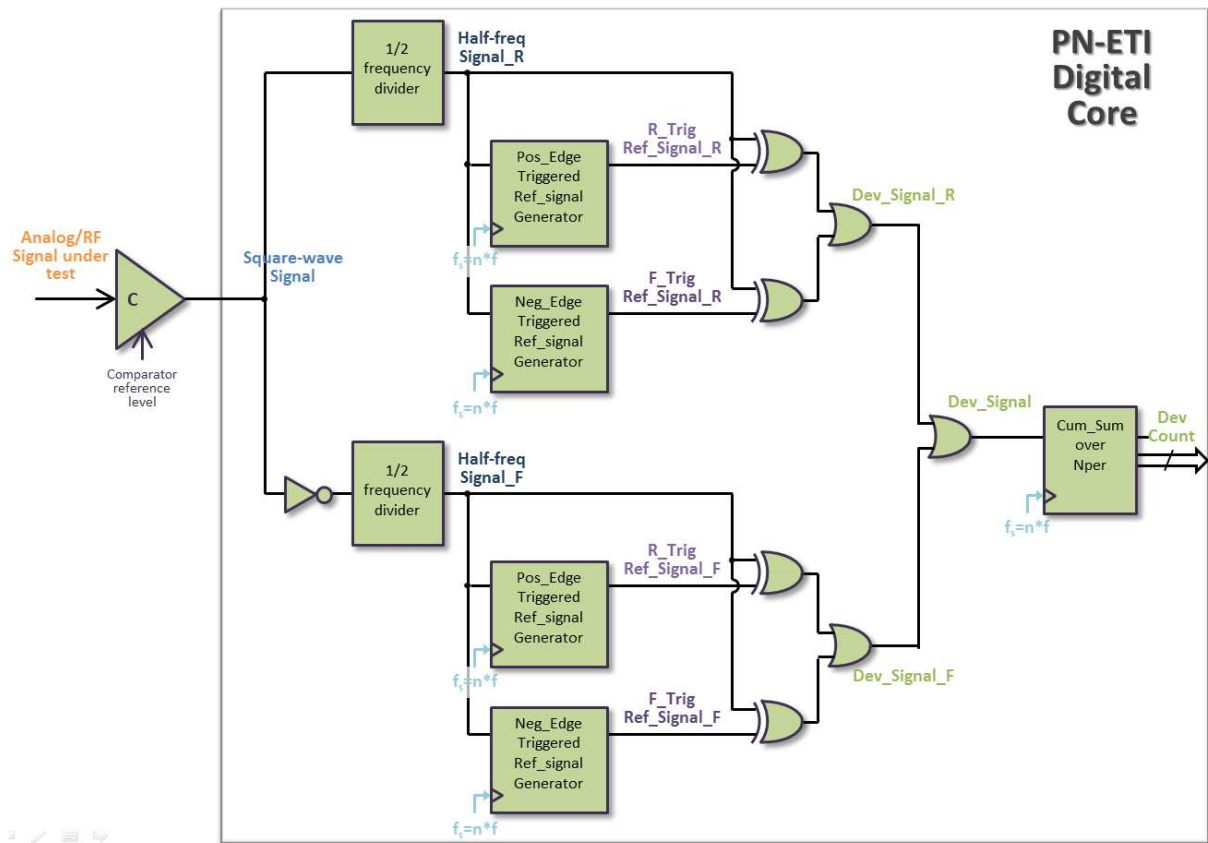 PN-ETI
Digital
Core
1/2
frequency
divider
Half-freq
Signal_R
Pos_Edge
Triggered
Ref_signal
Generator
fs=n*f
R_Trig
Ref_Signal_R
Neg_Edge
Triggered
Ref_signal
Generator
fs=n*f
F_Trig
Ref_Signal_R
Dev_Signal_R
Analog/RF
Signal under
test
C
Comparator
reference
level
Square-wave
Signal
Dev_Signal
Cum_Sum
over
Nper
fs=n*f
Dev
Count
1/2
frequency
divider
Half-freq
Signal_F
Pos_Edge
Triggered
Ref_signal
Generator
fs=n*f
R_Trig
Ref_Signal_F
Neg_Edge
Triggered
Ref_signal
Generator
fs=n*f
F_Trig
Ref_Signal_F
Dev_Signal_F